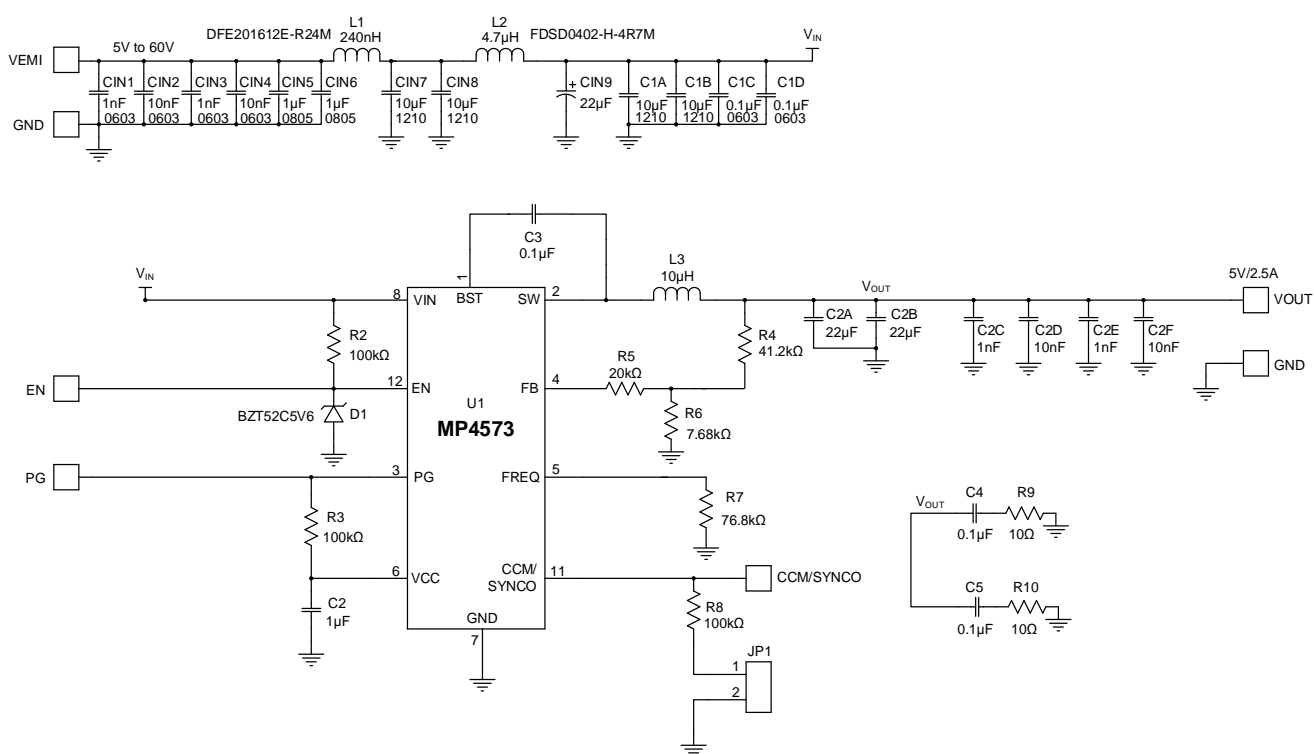 DFE201612E-R24M
L1
240nH
L2
4.7µH
FDSD0402-H-4R7M
VEMI
5V to 60V
VIN
CIN1
1nF
0603
CIN2
10nF
0603
CIN3
1nF
0603
CIN4
10nF
0603
CIN5
1µF
0805
CIN6
1µF
0805
CIN7
10µF
1210
CIN8
10µF
1210
+
CIN9
22µF
C1A
10µF
1210
C1B
10µF
1210
C1C
0.1µF
0603
C1D
0.1µF
0603
GND
C3
0.1µF
VIN
8
VIN
1
BST
SW
2
L3
10µH
VOUT
5V/2.5A
VOUT
R2
100kΩ
R4
41.2kΩ
C2A
22µF
C2B
22µF
C2C
1nF
C2D
10nF
C2E
1nF
C2F
10nF
GND
EN
12
EN
FB
4
R5
20kΩ
BZT52C5V6
D1
U1
MP4573
R6
7.68kΩ
PG
3
PG
FREQ
5
R7
76.8kΩ
R3
100kΩ
6
VCC
CCM/
SYNCO
11
CCM/SYNCO
C2
1µF
GND
7
R8
100kΩ
JP1
1
2
VOUT
C4
0.1µF
R9
10Ω
C5
0.1µF
R10
10Ω